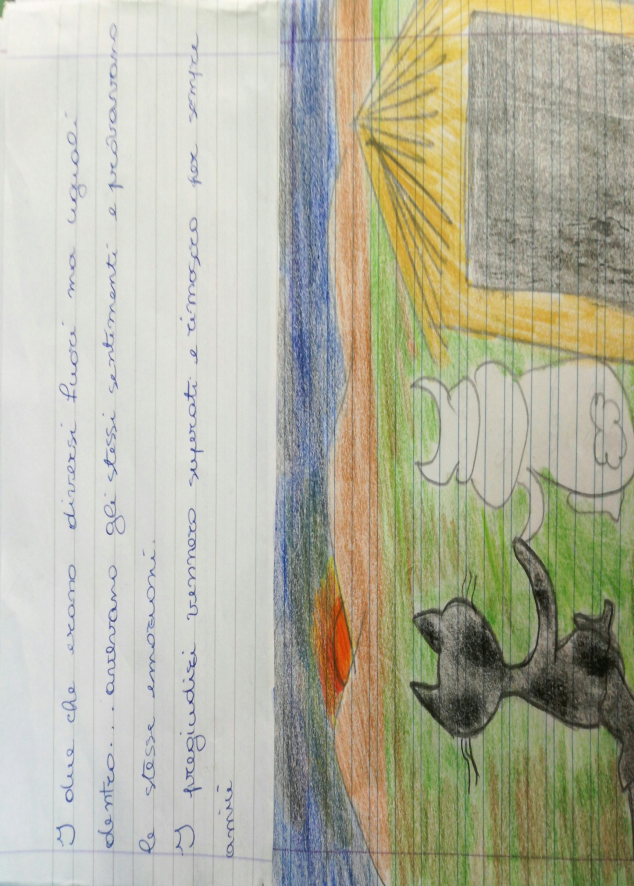 I due che erano diversi fuori ma uguali
dentro... avevano gli stessi sentimenti e provavano
le stesse emozioni.
I pregiudizi vennero superati e rimasero per sempre
amici